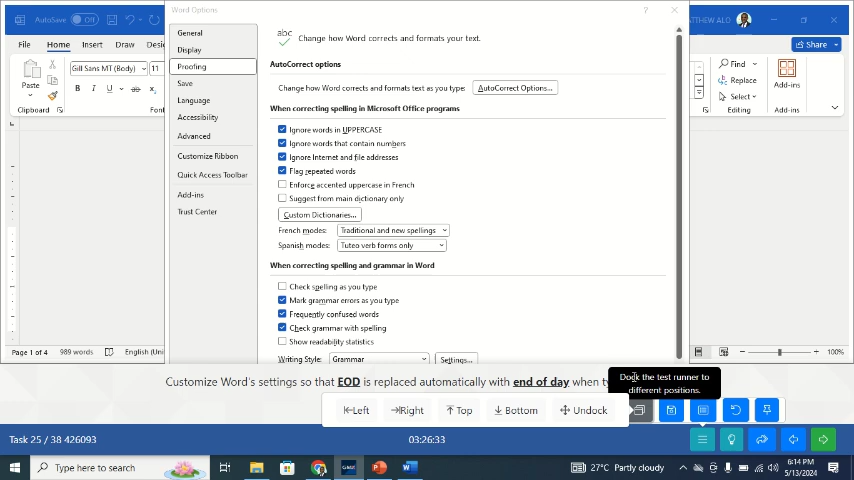 Word Options
?
AutoSave Off
TTHEW ALO
File Home Insert Draw
Share
Paste
Clipboard
Gill Sans MT (Body) 11
B I U ab x₂
General
Display
Proofing
Save
Language
Accessibility
Advanced
Customize Ribbon
Quick Access Toolbar
Add-ins
Trust Center
abc
Change how Word corrects and formats your text.
AutoCorrect options
Change how Word corrects and formats text as you type: AutoCorrect Options...
When correcting spelling in Microsoft Office programs
Ignore words in UPPERCASE
Ignore words that contain numbers
Ignore Internet and file addresses
Flag repeated words
Enforce accented uppercase in French
Suggest from main dictionary only
Custom Dictionaries...
French modes: Traditional and new spellings
Spanish modes: Tuteo verb forms only
When correcting spelling and grammar in Word
Check spelling as you type
Mark grammar errors as you type
Frequently confused words
Check grammar with spelling
Show readability statistics
Writing Style: Grammar Settings...
Find
Replace
Select
Editing
Add-ins
Add-ins
Page 1 of 4 989 words
100%
Customize Word's settings so that EOD is replaced automatically with end of day when
Dock the test runner to
different positions.
Left Right Top Bottom Undock
Task 25 / 38 426093
03:26:33
Type here to search
27°C Partly cloudy
6:14 PM
5/13/2024